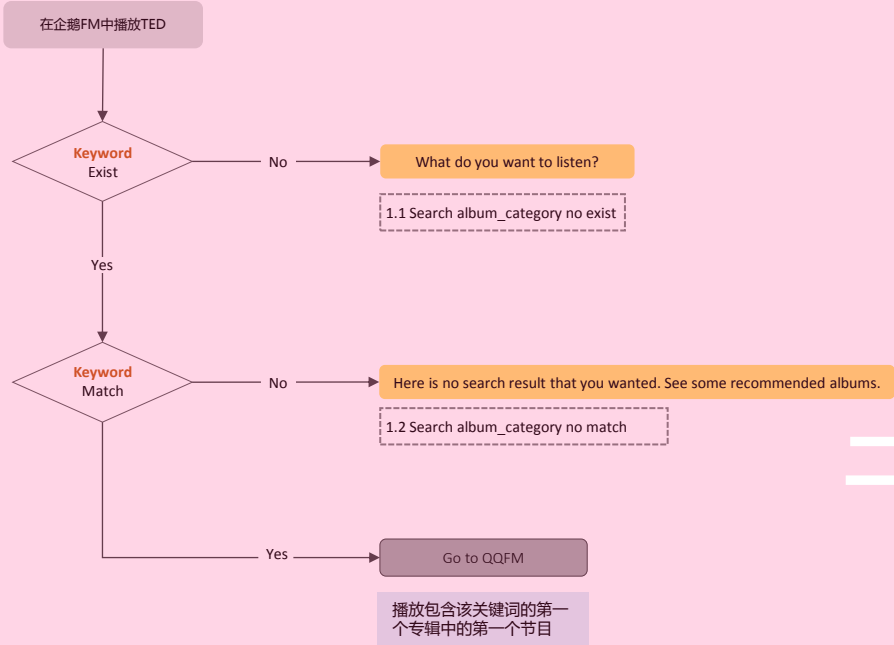 在企鹅FM中播放TED
Keyword
Exist
No
What do you want to listen?
1.1 Search album_category no exist
Yes
Keyword
Match
No
Here is no search result that you wanted. See some recommended albums.
1.2 Search album_category no match
Yes
Go to QQFM
播放包含该关键词的第一
个专辑中的第一个节目